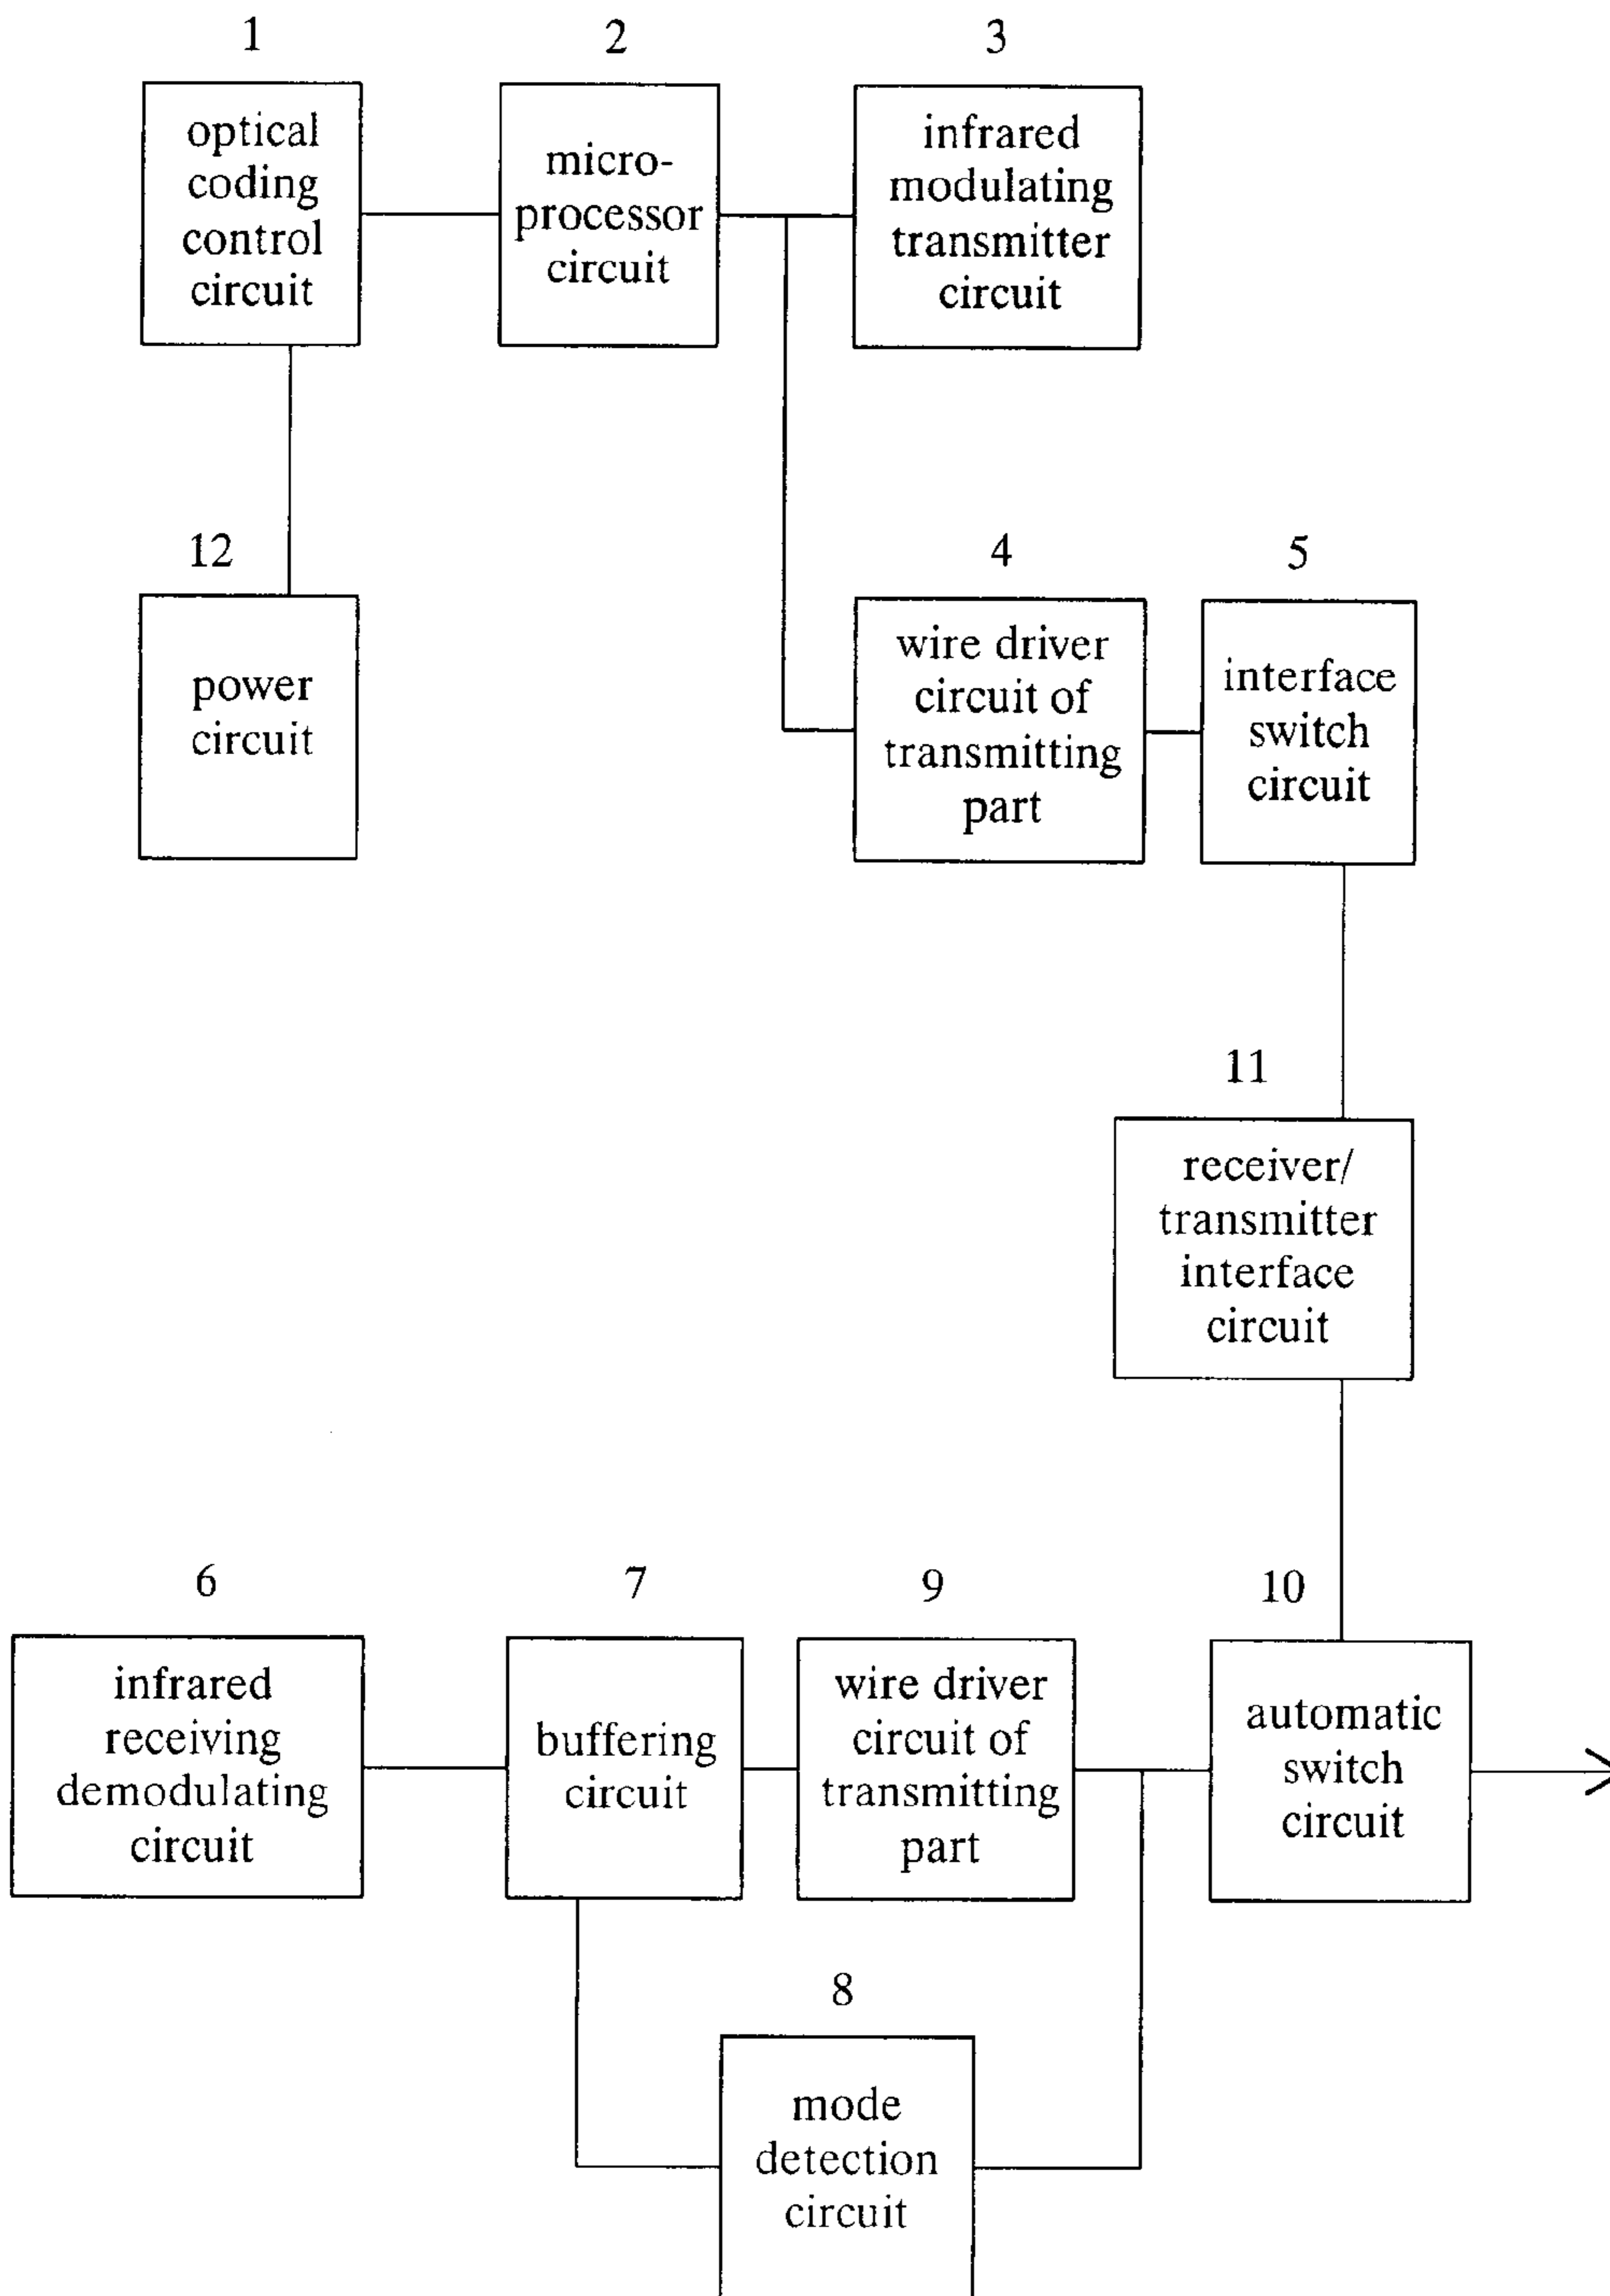 1
optical
coding
control
circuit
2
micro-
processor
circuit
3
infrared
modulating
transmitter
circuit
12
power
circuit
4
wire driver
circuit of
transmitting
part
5
interface
switch
circuit
11
receiver/
transmitter
interface
circuit
6
infrared
receiving
demodulating
circuit
7
buffering
circuit
9
wire driver
circuit of
transmitting
part
10
automatic
switch
circuit
8
mode
detection
circuit